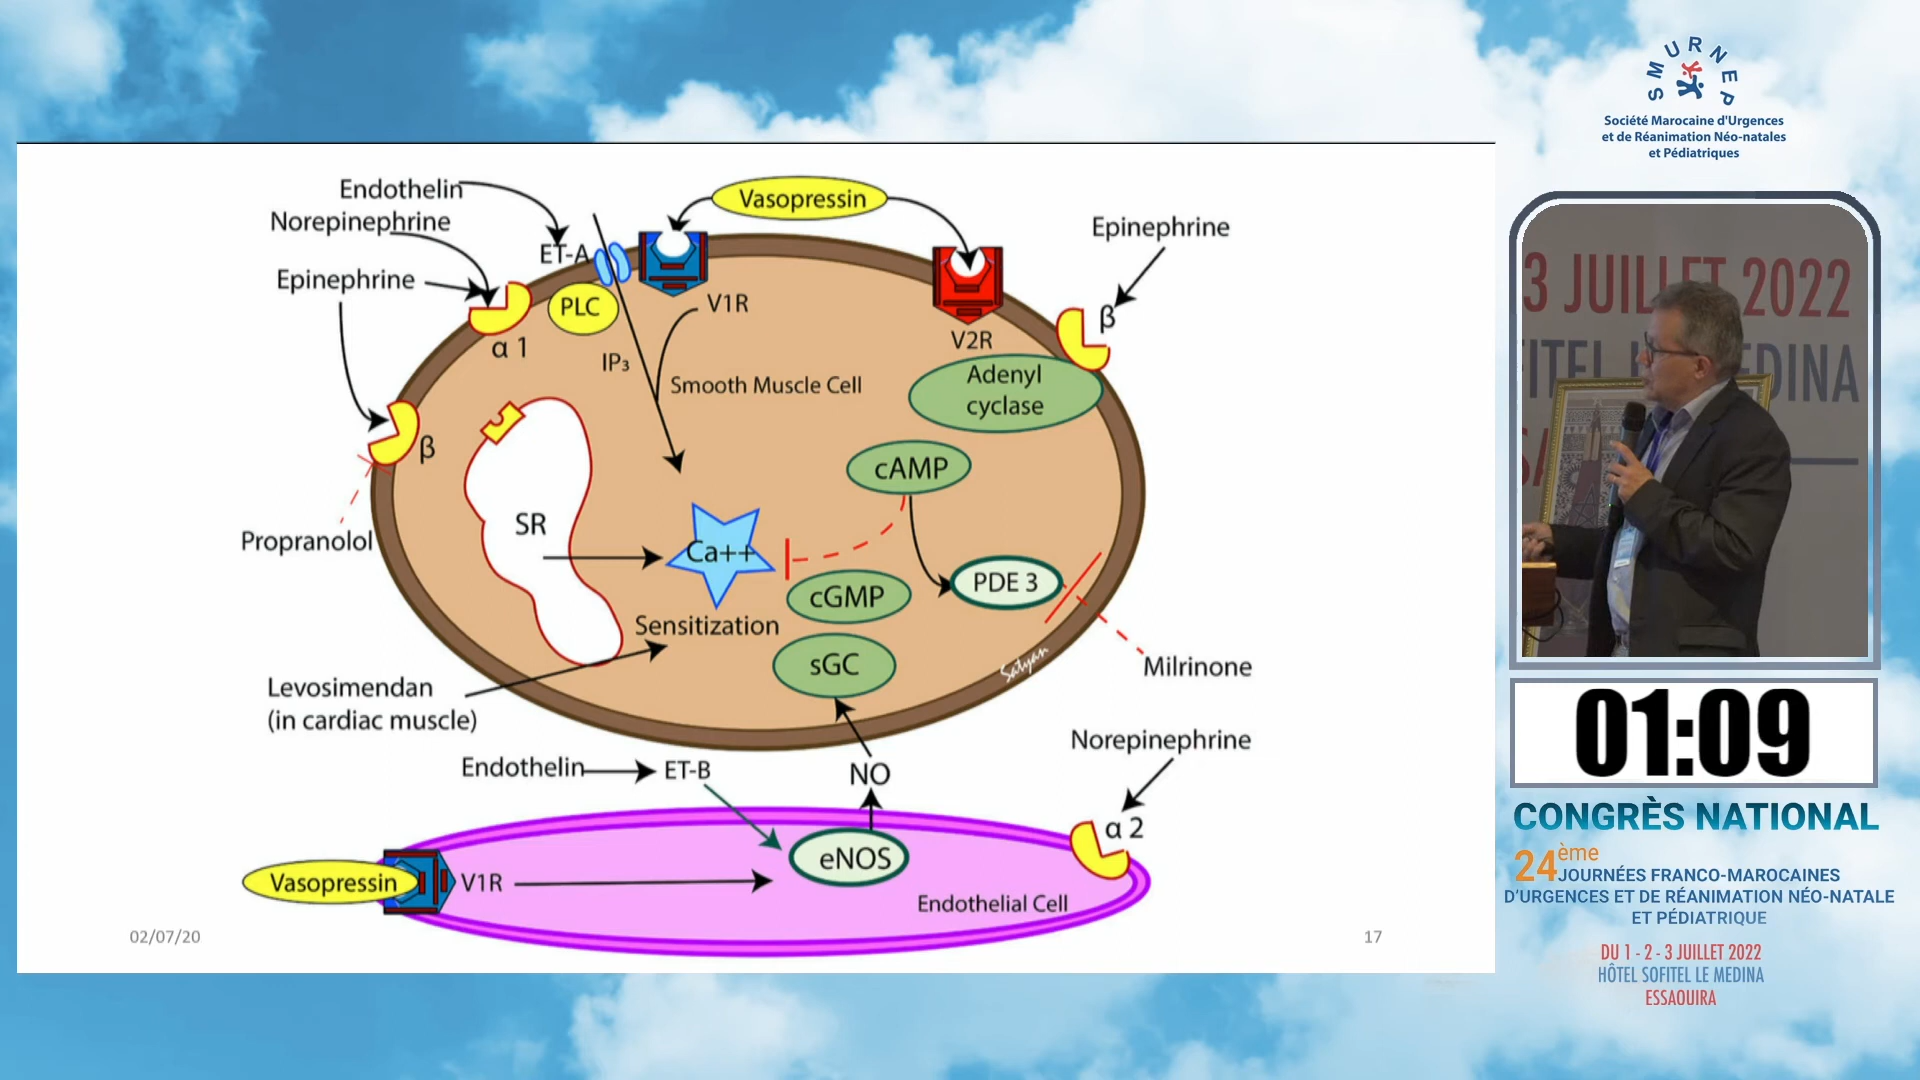 Endothelin
Norepinephrine
Epinephrine
ET-A
PLC
α 1
IP₃
Vasopressin
V1R
V2R
Epinephrine
β
Adenyl
cyclase
Smooth Muscle Cell
β
Propranolol
SR
Ca++
Sensitization
cAMP
cGMP
PDE 3
sGC
Satyan
Milrinone
Levosimendan
(in cardiac muscle)
Endothelin
ET-B
NO
Norepinephrine
α 2
eNOS
Vasopressin
V1R
Endothelial Cell
02/07/20
17
SMURNEP
Société Marocaine d'Urgences
et de Réanimation Néo-natales
et Pédiatriques
3 JUILLET 2022
MEDINA
01:09
CONGRÈS NATIONAL
24ème
JOURNÉES FRANCO-MAROCAINES
D'URGENCES ET DE RÉANIMATION NÉO-NATALE
ET PÉDIATRIQUE
DU 1 - 2 - 3 JUILLET 2022
HÔTEL SOFITEL LE MEDINA
ESSAOUIRA